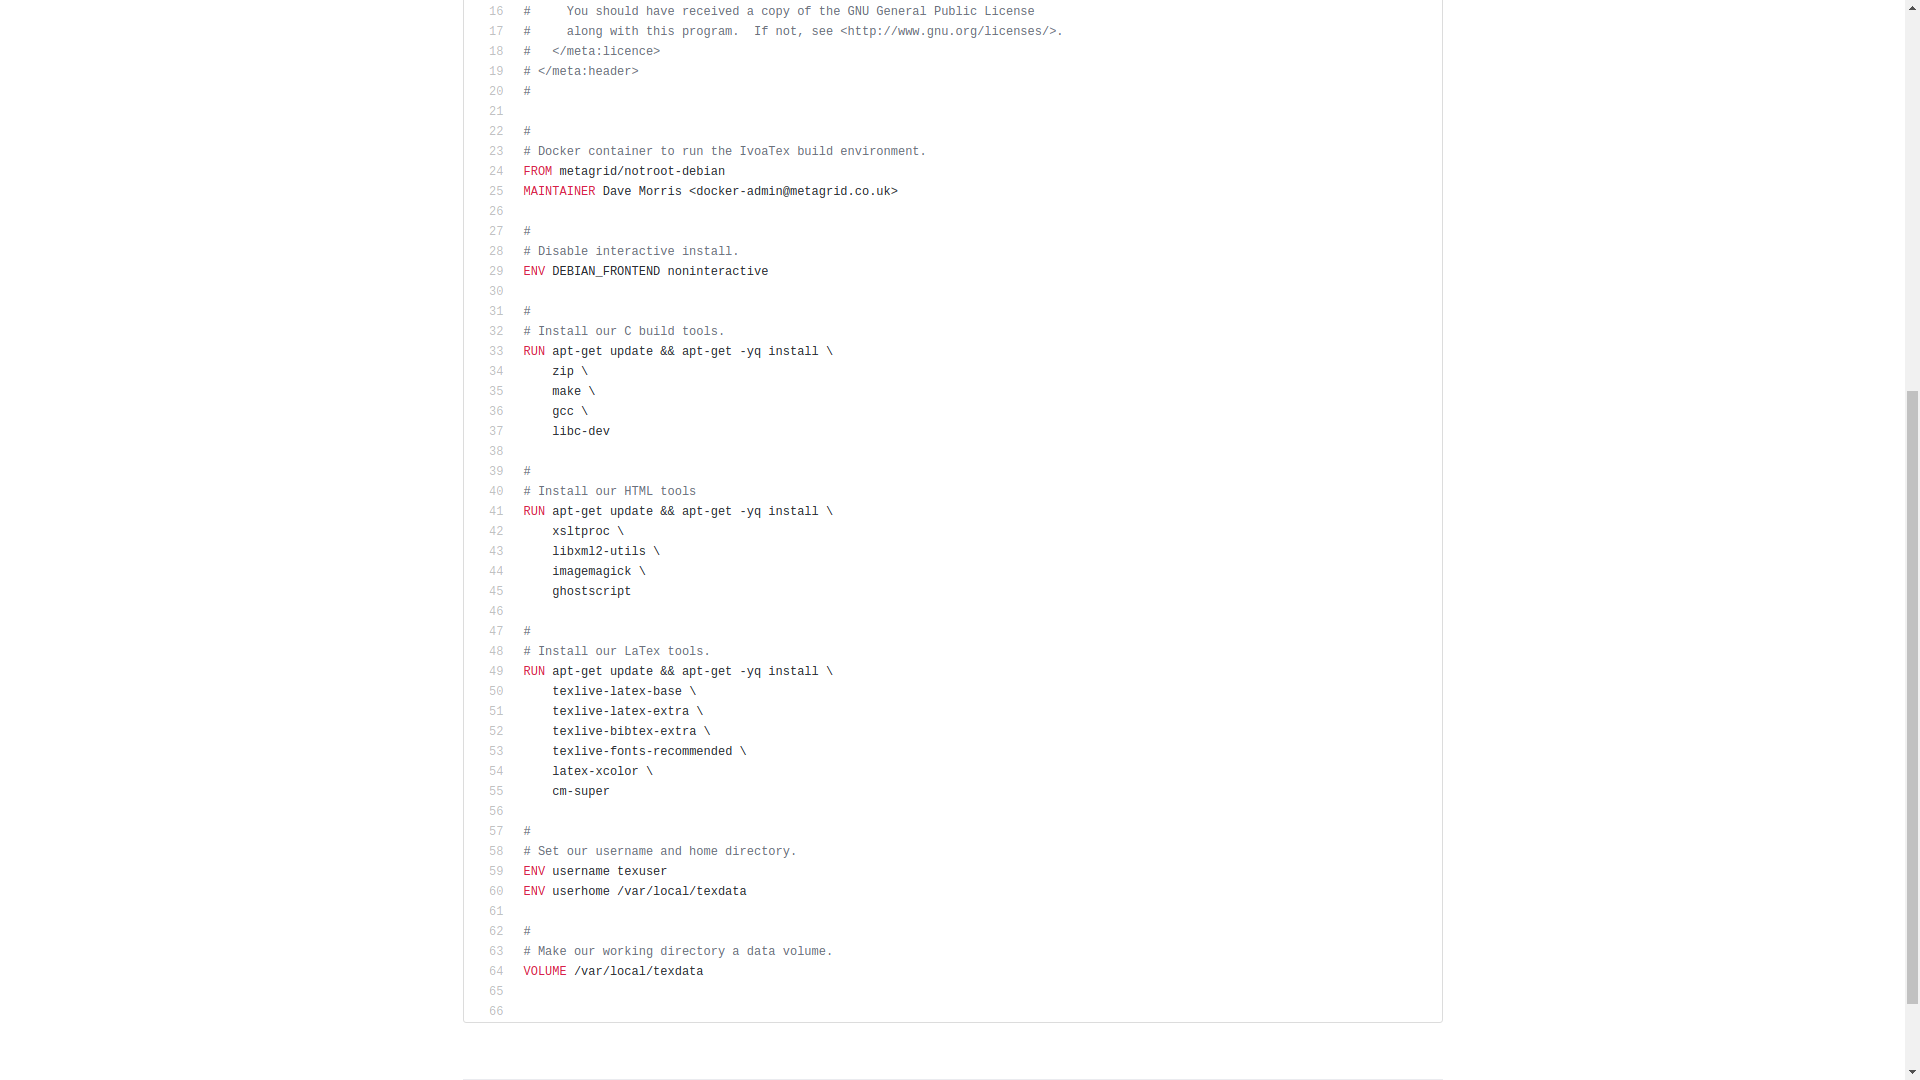 16 #     You should have received a copy of the GNU General Public License
17 #     along with this program.  If not, see <http://www.gnu.org/licenses/>.
18 #   </meta:licence>
19 # </meta:header>
20 #
21
22 #
23 # Docker container to run the IvoaTex build environment.
24 FROM metagrid/notroot-debian
25 MAINTAINER Dave Morris <docker-admin@metagrid.co.uk>
26
27 #
28 # Disable interactive install.
29 ENV DEBIAN_FRONTEND noninteractive
30
31 #
32 # Install our C build tools.
33 RUN apt-get update && apt-get -yq install \
34     zip \
35     make \
36     gcc \
37     libc-dev
38
39 #
40 # Install our HTML tools
41 RUN apt-get update && apt-get -yq install \
42     xsltproc \
43     libxml2-utils \
44     imagemagick \
45     ghostscript
46
47 #
48 # Install our LaTex tools.
49 RUN apt-get update && apt-get -yq install \
50     texlive-latex-base \
51     texlive-latex-extra \
52     texlive-bibtex-extra \
53     texlive-fonts-recommended \
54     latex-xcolor \
55     cm-super
56
57 #
58 # Set our username and home directory.
59 ENV username texuser
60 ENV userhome /var/local/texdata
61
62 #
63 # Make our working directory a data volume.
64 VOLUME /var/local/texdata
65
66